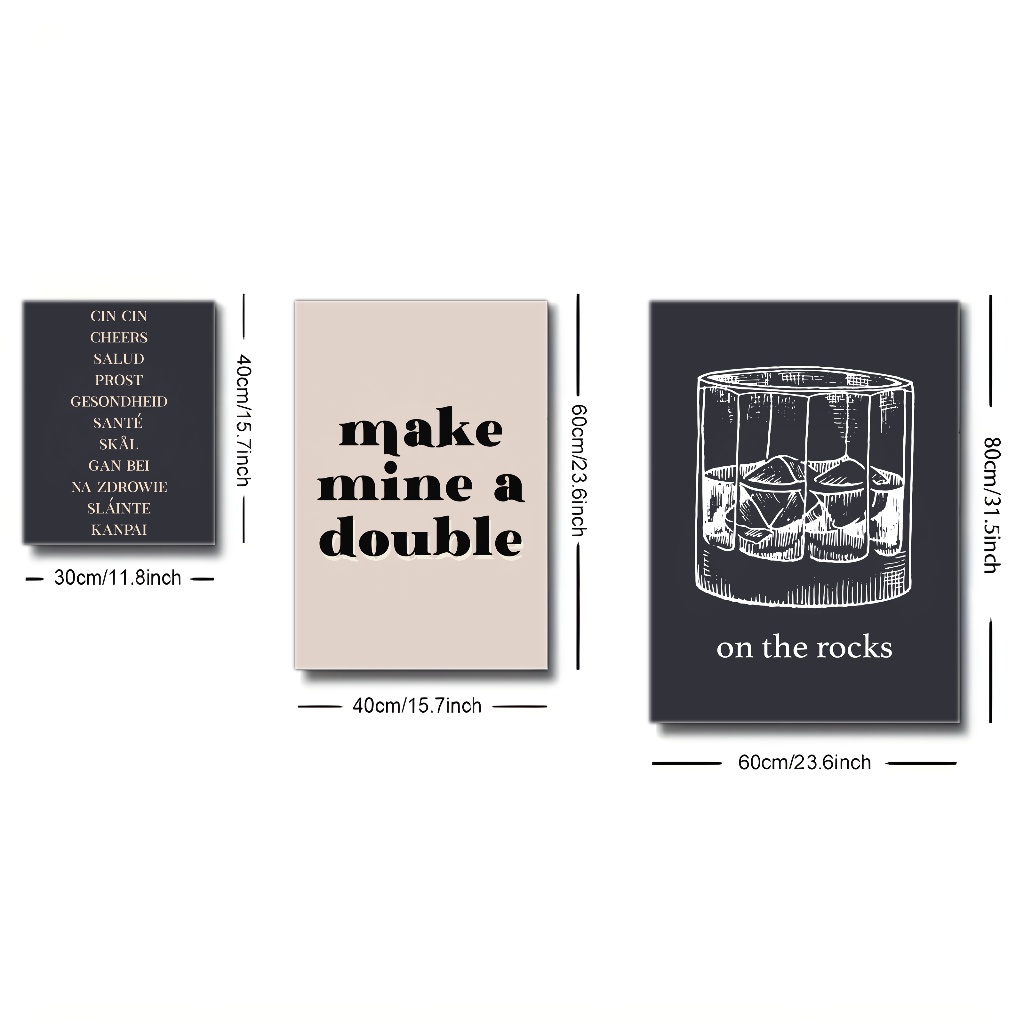 CIN CIN
CHEERS
SALUD
PROST
GESONDHEID
SANTÉ
SKÅL
GAN BEI
NA ZDROWIE
SLÁINTE
KANPAI
40cm/15.7inch
30cm/11.8inch
make
mine a
double
60cm/23.6inch
40cm/15.7inch
on the rocks
80cm/31.5inch
60cm/23.6inch